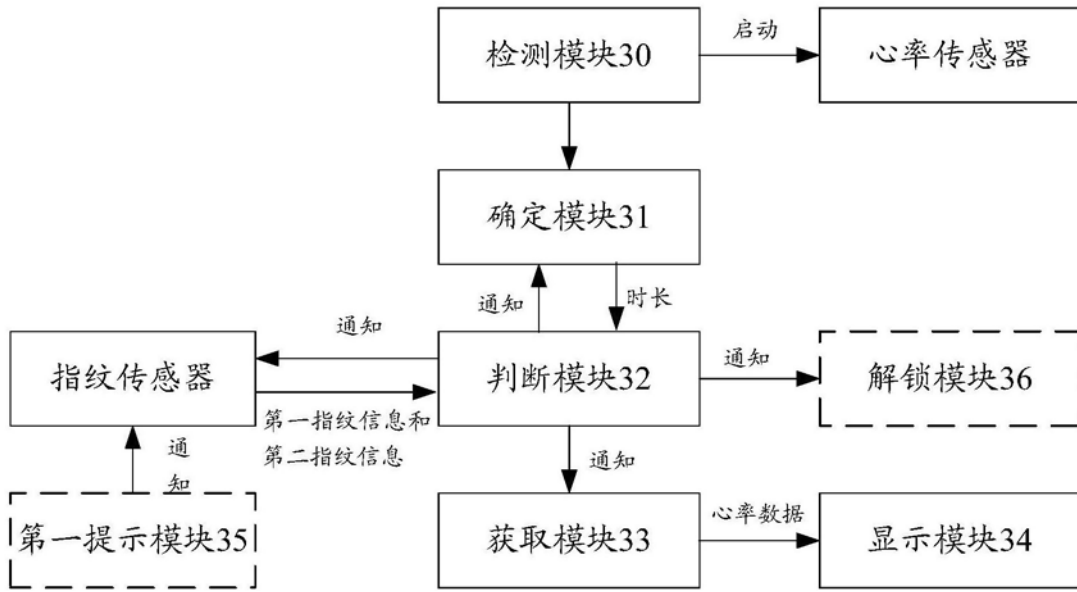 检测模块30
启动
心率传感器
确定模块31
通知
时长
指纹传感器
通知
第一指纹信息和
第二指纹信息
判断模块32
通知
解锁模块36
通
知
通知
第一提示模块35
获取模块33
心率数据
显示模块34